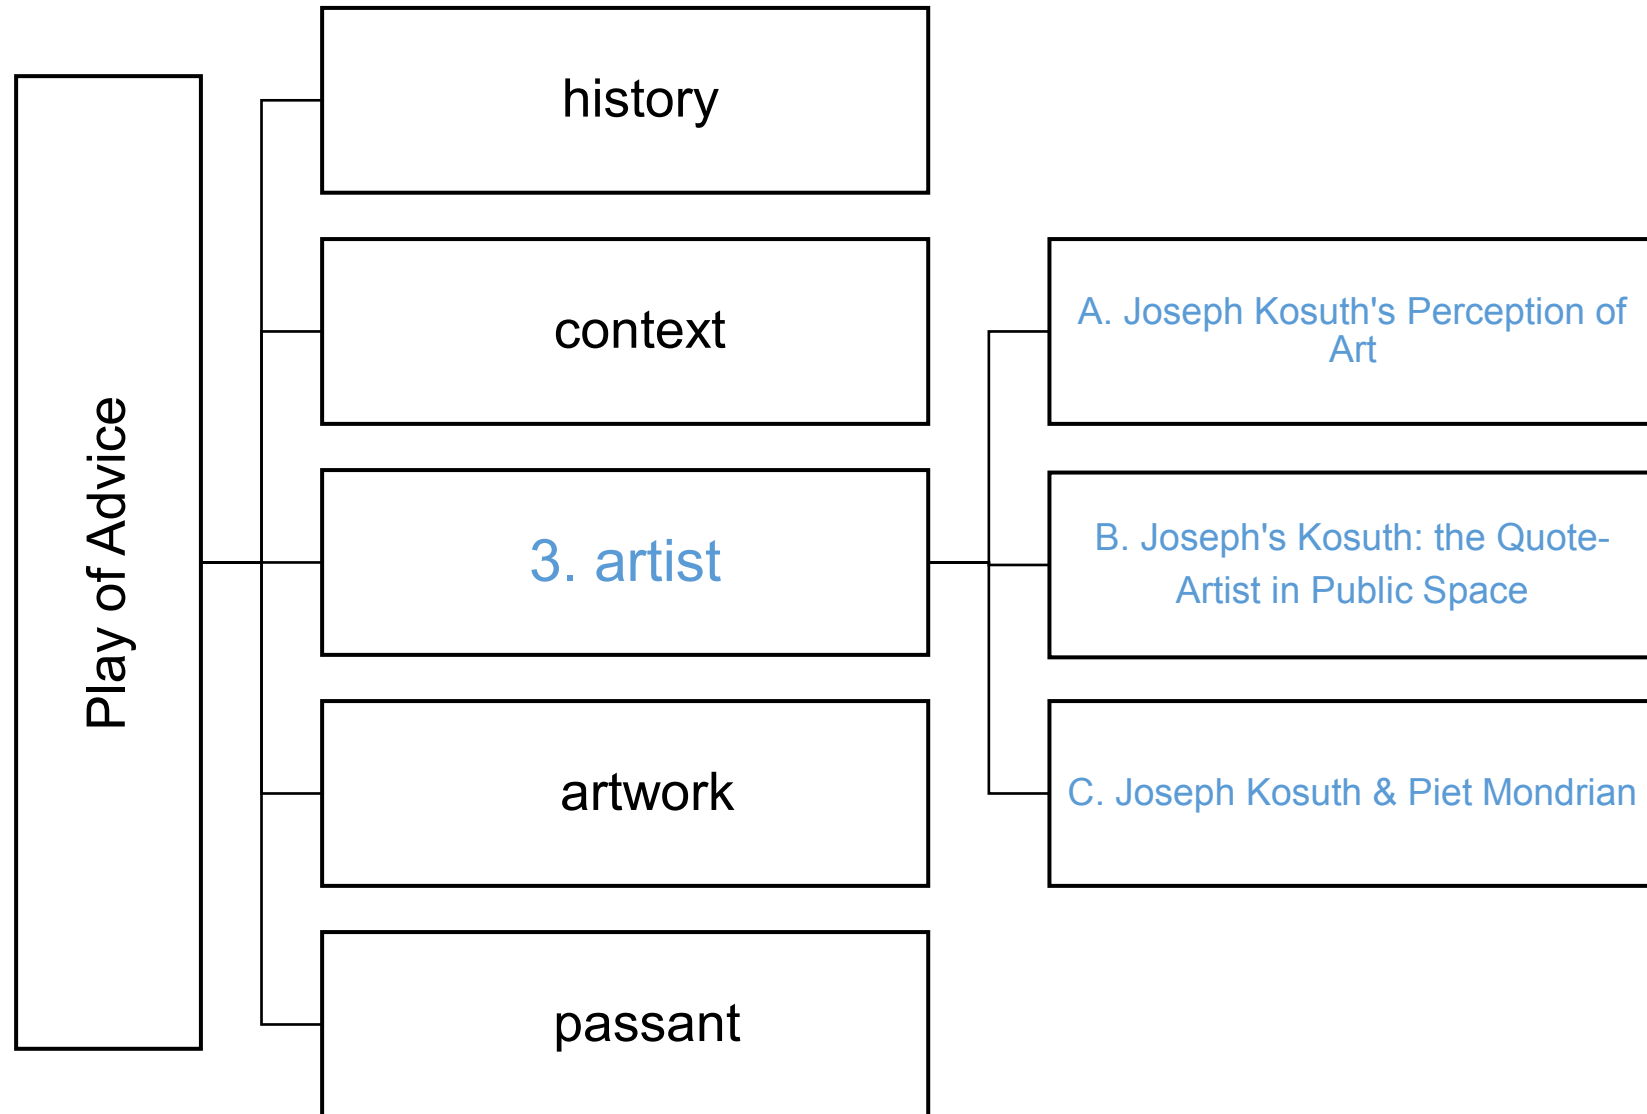 Play of Advice
history
context
3. artist
artwork
passant
A. Joseph Kosuth's Perception of
Art
B. Joseph's Kosuth: the Quote-
Artist in Public Space
C. Joseph Kosuth & Piet Mondrian